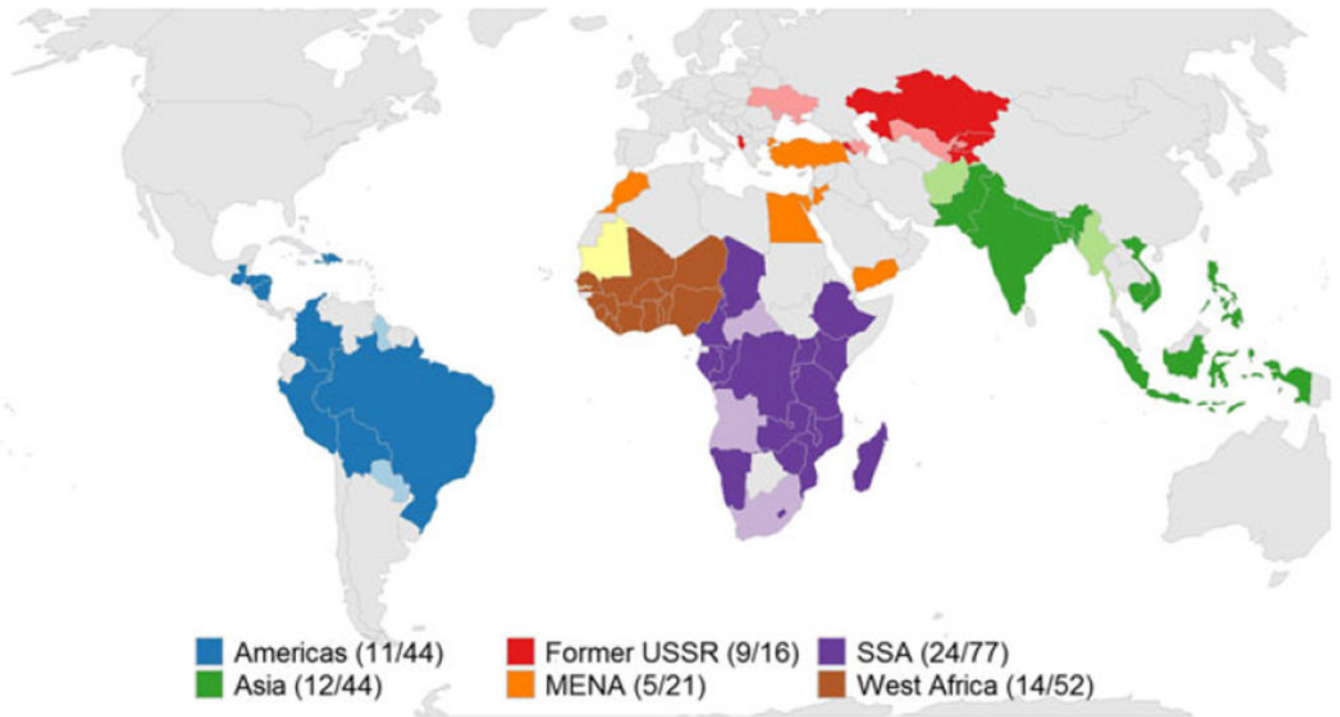 Americas (11/44)
Asia (12/44)
Former USSR (9/16)
MENA (5/21)
SSA (24/77)
West Africa (14/52)